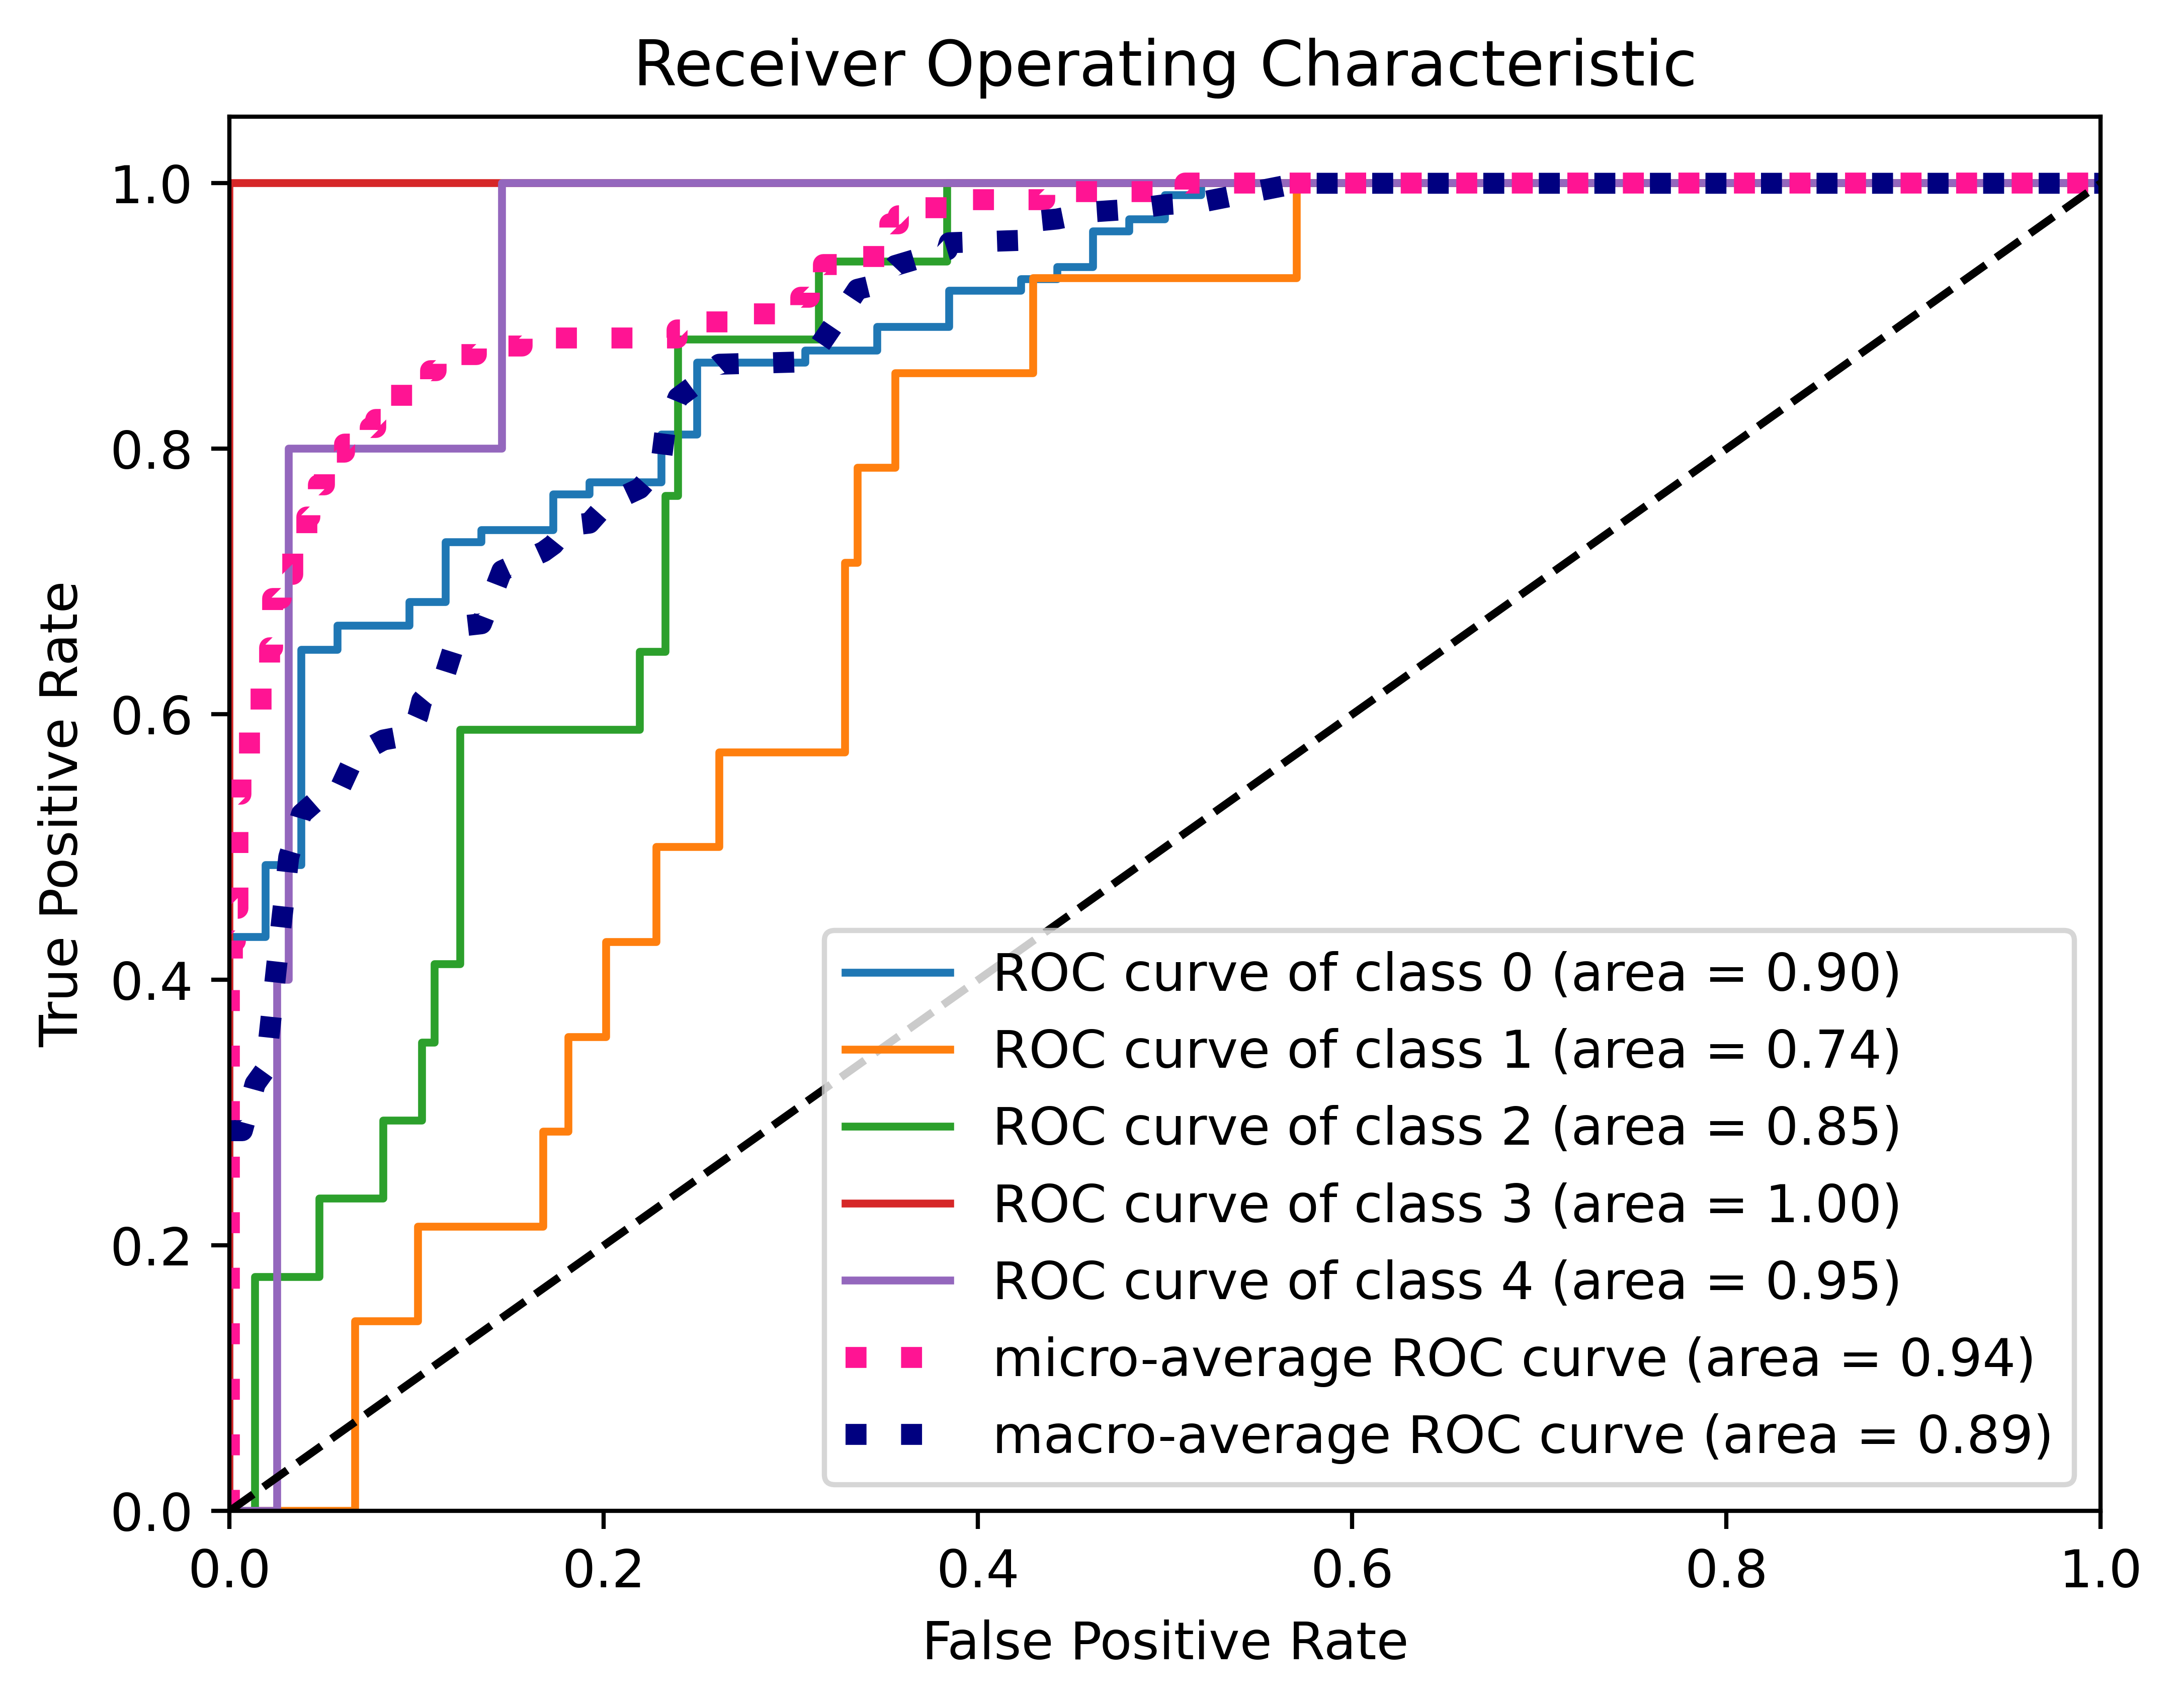 Receiver Operating Characteristic
True Positive Rate
1.0
0.8
0.6
0.4
0.2
0.0
ROC curve of class 0 (area = 0.90)
ROC curve of class 1 (area = 0.74)
ROC curve of class 2 (area = 0.85)
ROC curve of class 3 (area = 1.00)
ROC curve of class 4 (area = 0.95)
micro-average ROC curve (area = 0.94)
macro-average ROC curve (area = 0.89)
0.0 0.2 0.4 0.6 0.8 1.0
False Positive Rate